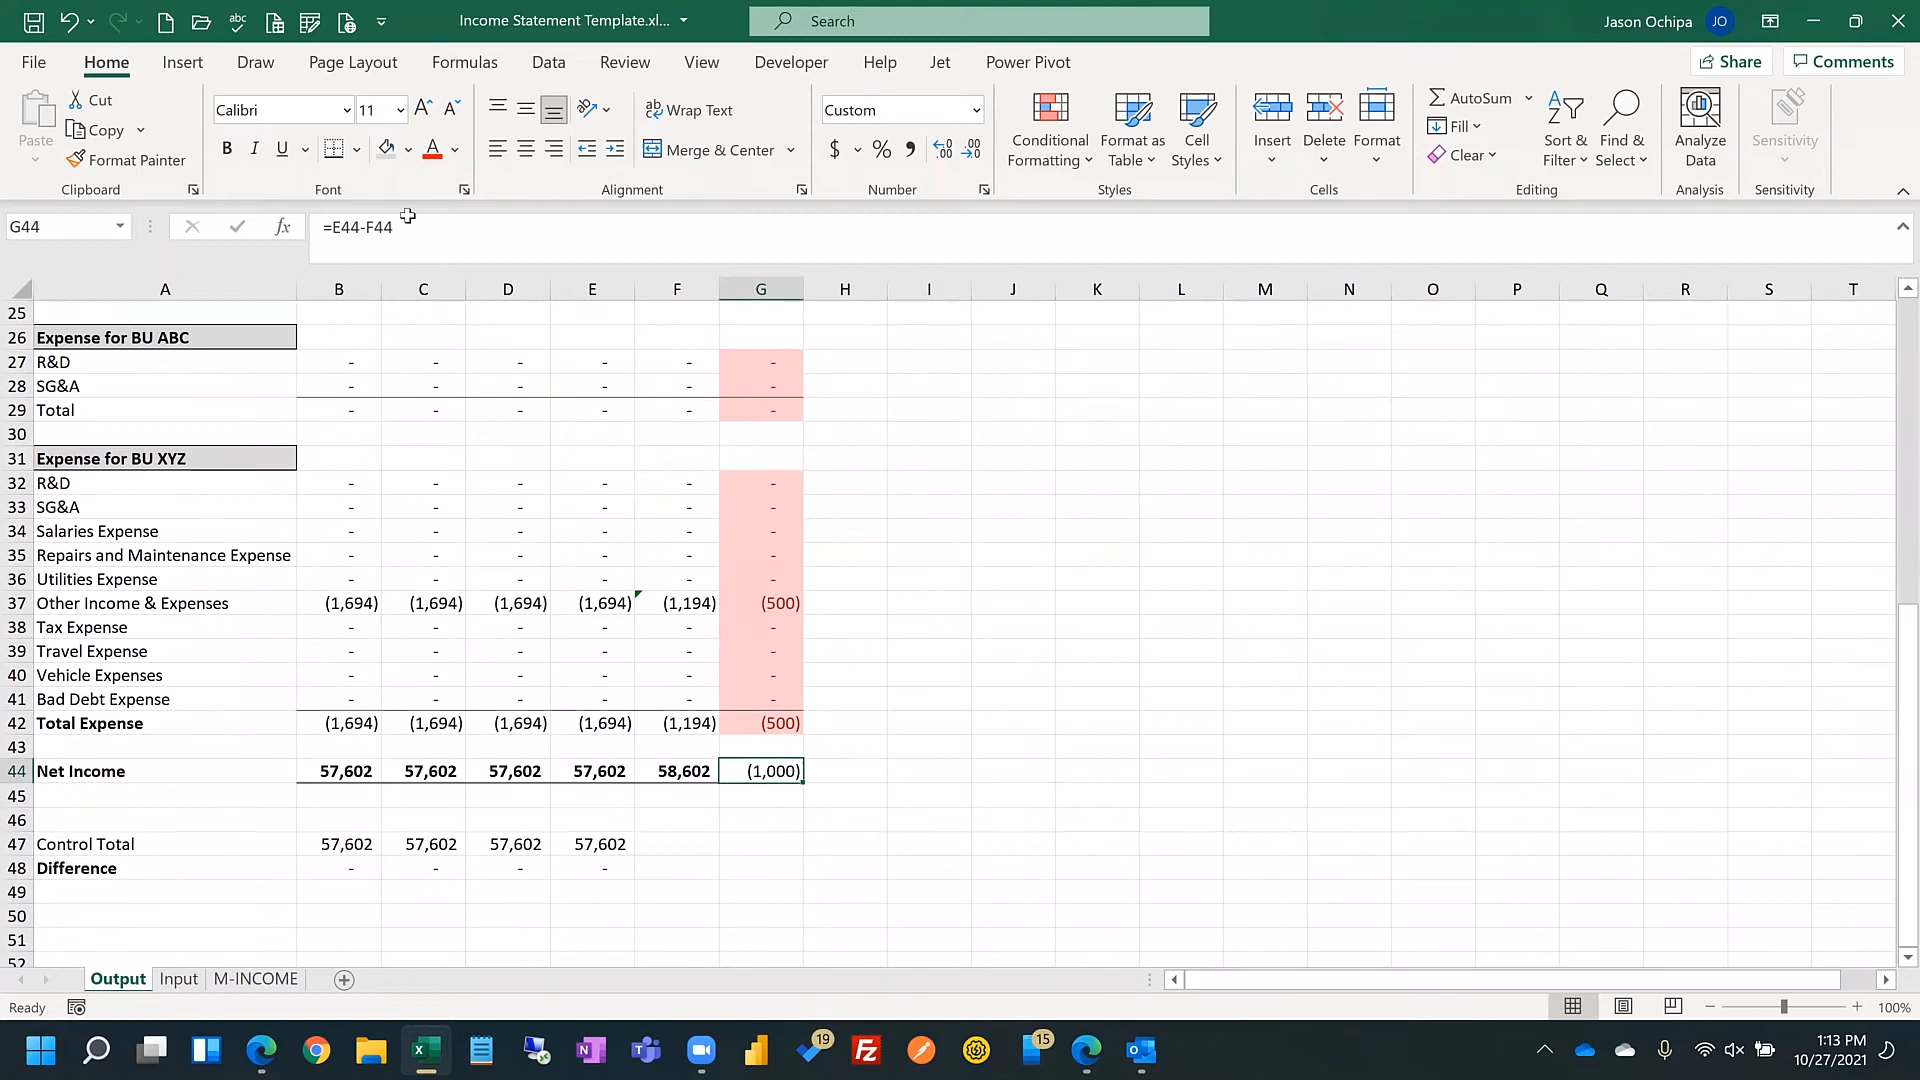 Income Statement Template.xl...
Search
Jason Ochipa JO
File Home Insert Draw Page Layout Formulas Data Review View Developer Help Jet Power Pivot Share Comments
Paste
Cut
Copy
Format Painter
Clipboard
Calibri 11
B I U
Font
Wrap Text
Merge & Center
Alignment
Custom
$ % 9
Number
Conditional Formatting
Format as Table
Cell Styles
Styles
Insert Delete Format
Cells
AutoSum
Fill
Clear
Sort & Filter
Find & Select
Editing
Analyze Data
Analysis
Sensitivity
Sensitivity
G44 fx =E44-F44
A B C D E F G H I J K L M N O P Q R S T
25
26 Expense for BU ABC
27 R&D - - - - - -
28 SG&A - - - - - -
29 Total - - - - - -
30
31 Expense for BU XYZ
32 R&D - - - - - -
33 SG&A - - - - - -
34 Salaries Expense - - - - - -
35 Repairs and Maintenance Expense - - - - - -
36 Utilities Expense - - - - - -
37 Other Income & Expenses (1,694) (1,694) (1,694) (1,694) (1,194) (500)
38 Tax Expense - - - - - -
39 Travel Expense - - - - - -
40 Vehicle Expenses - - - - - -
41 Bad Debt Expense - - - - - -
42 Total Expense (1,694) (1,694) (1,694) (1,694) (1,194) (500)
43
44 Net Income 57,602 57,602 57,602 57,602 58,602 (1,000)
45
46
47 Control Total 57,602 57,602 57,602 57,602
48 Difference - - - -
49
50
51
52
Output Input M-INCOME
Ready 100%
19 15
1:13 PM
10/27/2021